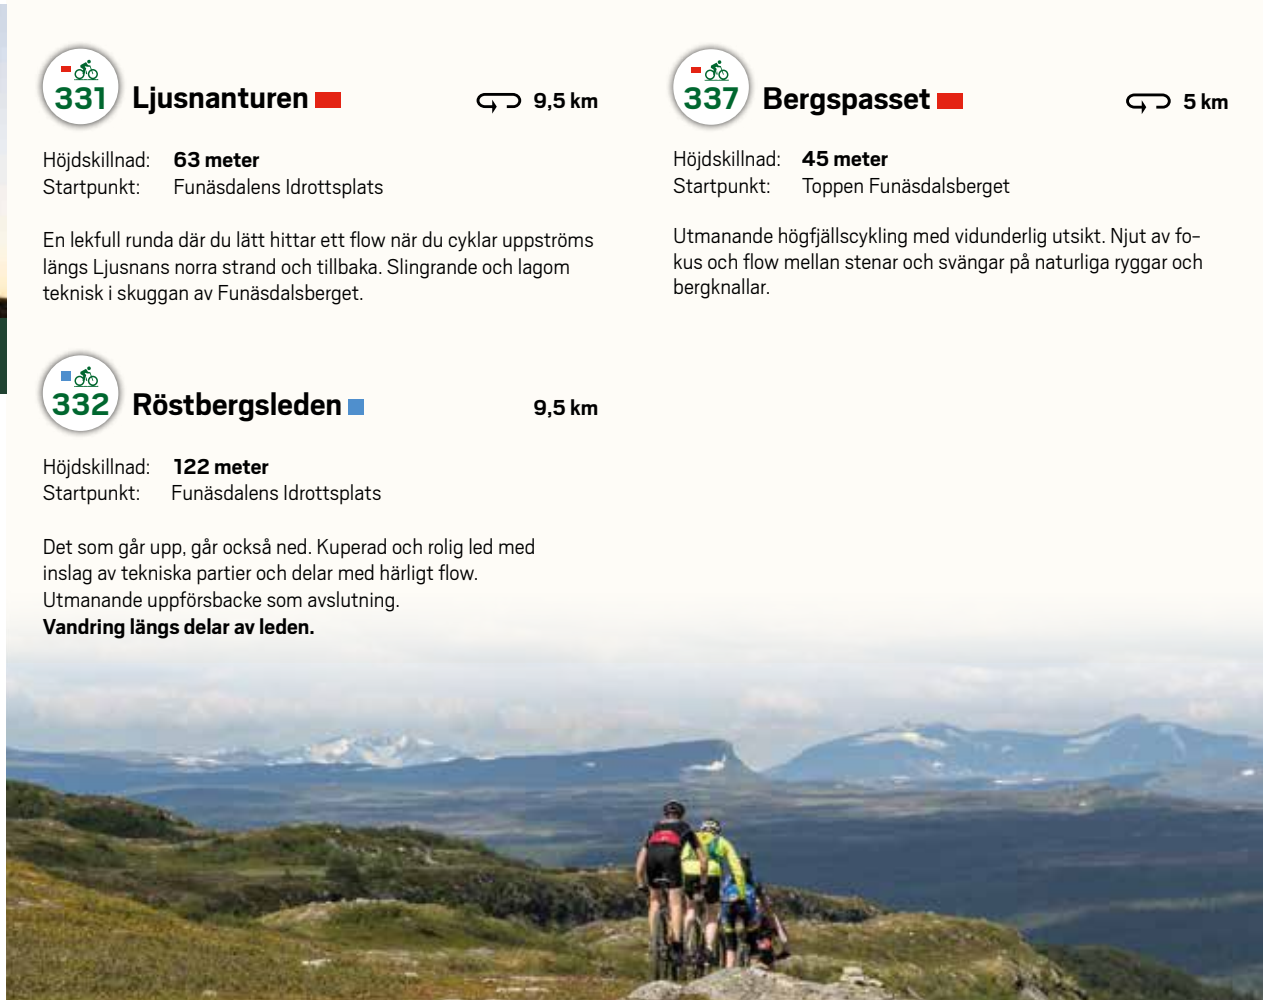 331
Ljusnanturen
9,5 km
Höjdskillnad: 63 meter
Startpunkt: Funäsdalens Idrottsplats
En lekfull runda där du lätt hittar ett flow när du cyklar uppströms
längs Ljusnans norra strand och tillbaka. Slingrande och lagom
teknisk i skuggan av Funäsdalsberget.
332
Röstbergsleden
9,5 km
Höjdskillnad: 122 meter
Startpunkt: Funäsdalens Idrottsplats
Det som går upp, går också ned. Kuperad och rolig led med
inslag av tekniska partier och delar med härligt flow.
Utmanande uppförsbacke som avslutning.
Vandring längs delar av leden.
337
Bergspasset
5 km
Höjdskillnad: 45 meter
Startpunkt: Toppen Funäsdalsberget
Utmanande högfjällscykling med vidunderlig utsikt. Njut av fo-
kus och flow mellan stenar och svängar på naturliga ryggar och
bergknallar.